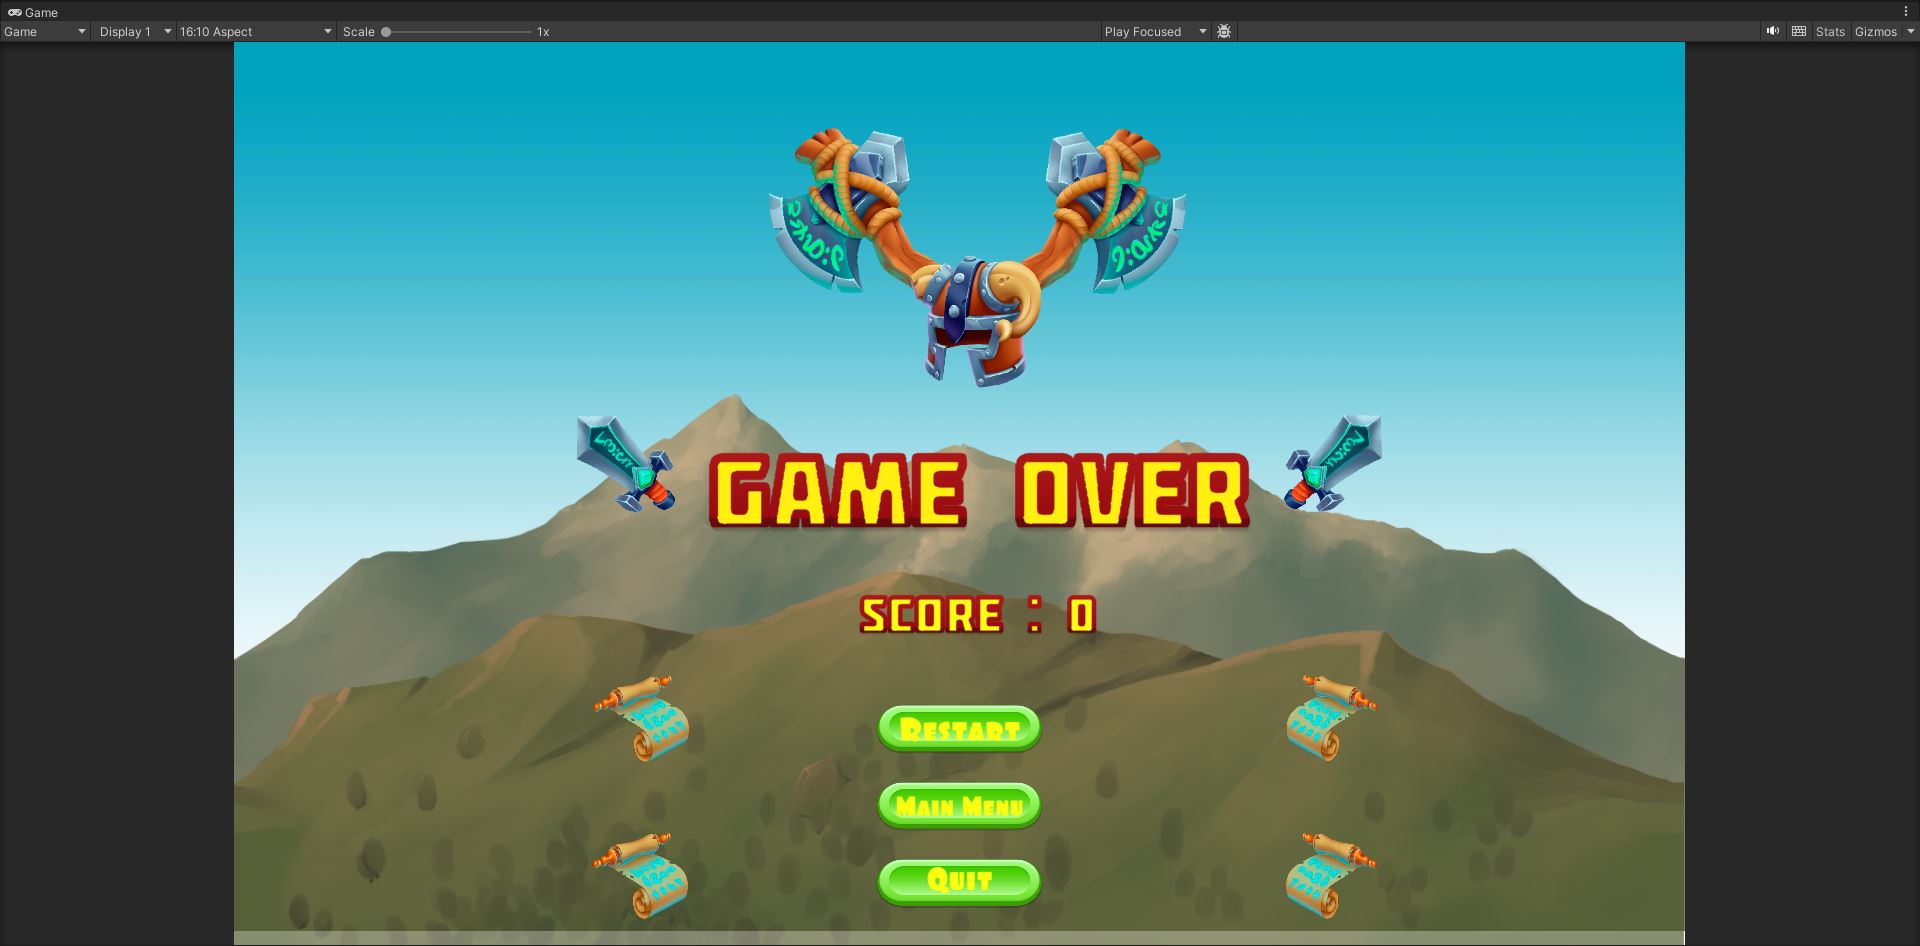 Game
Game Display 1 16:10 Aspect Scale 1x Play Focused Stats Gizmos
GAME OVER
SCORE : 0
RESTART
MAIN MENU
QUIT